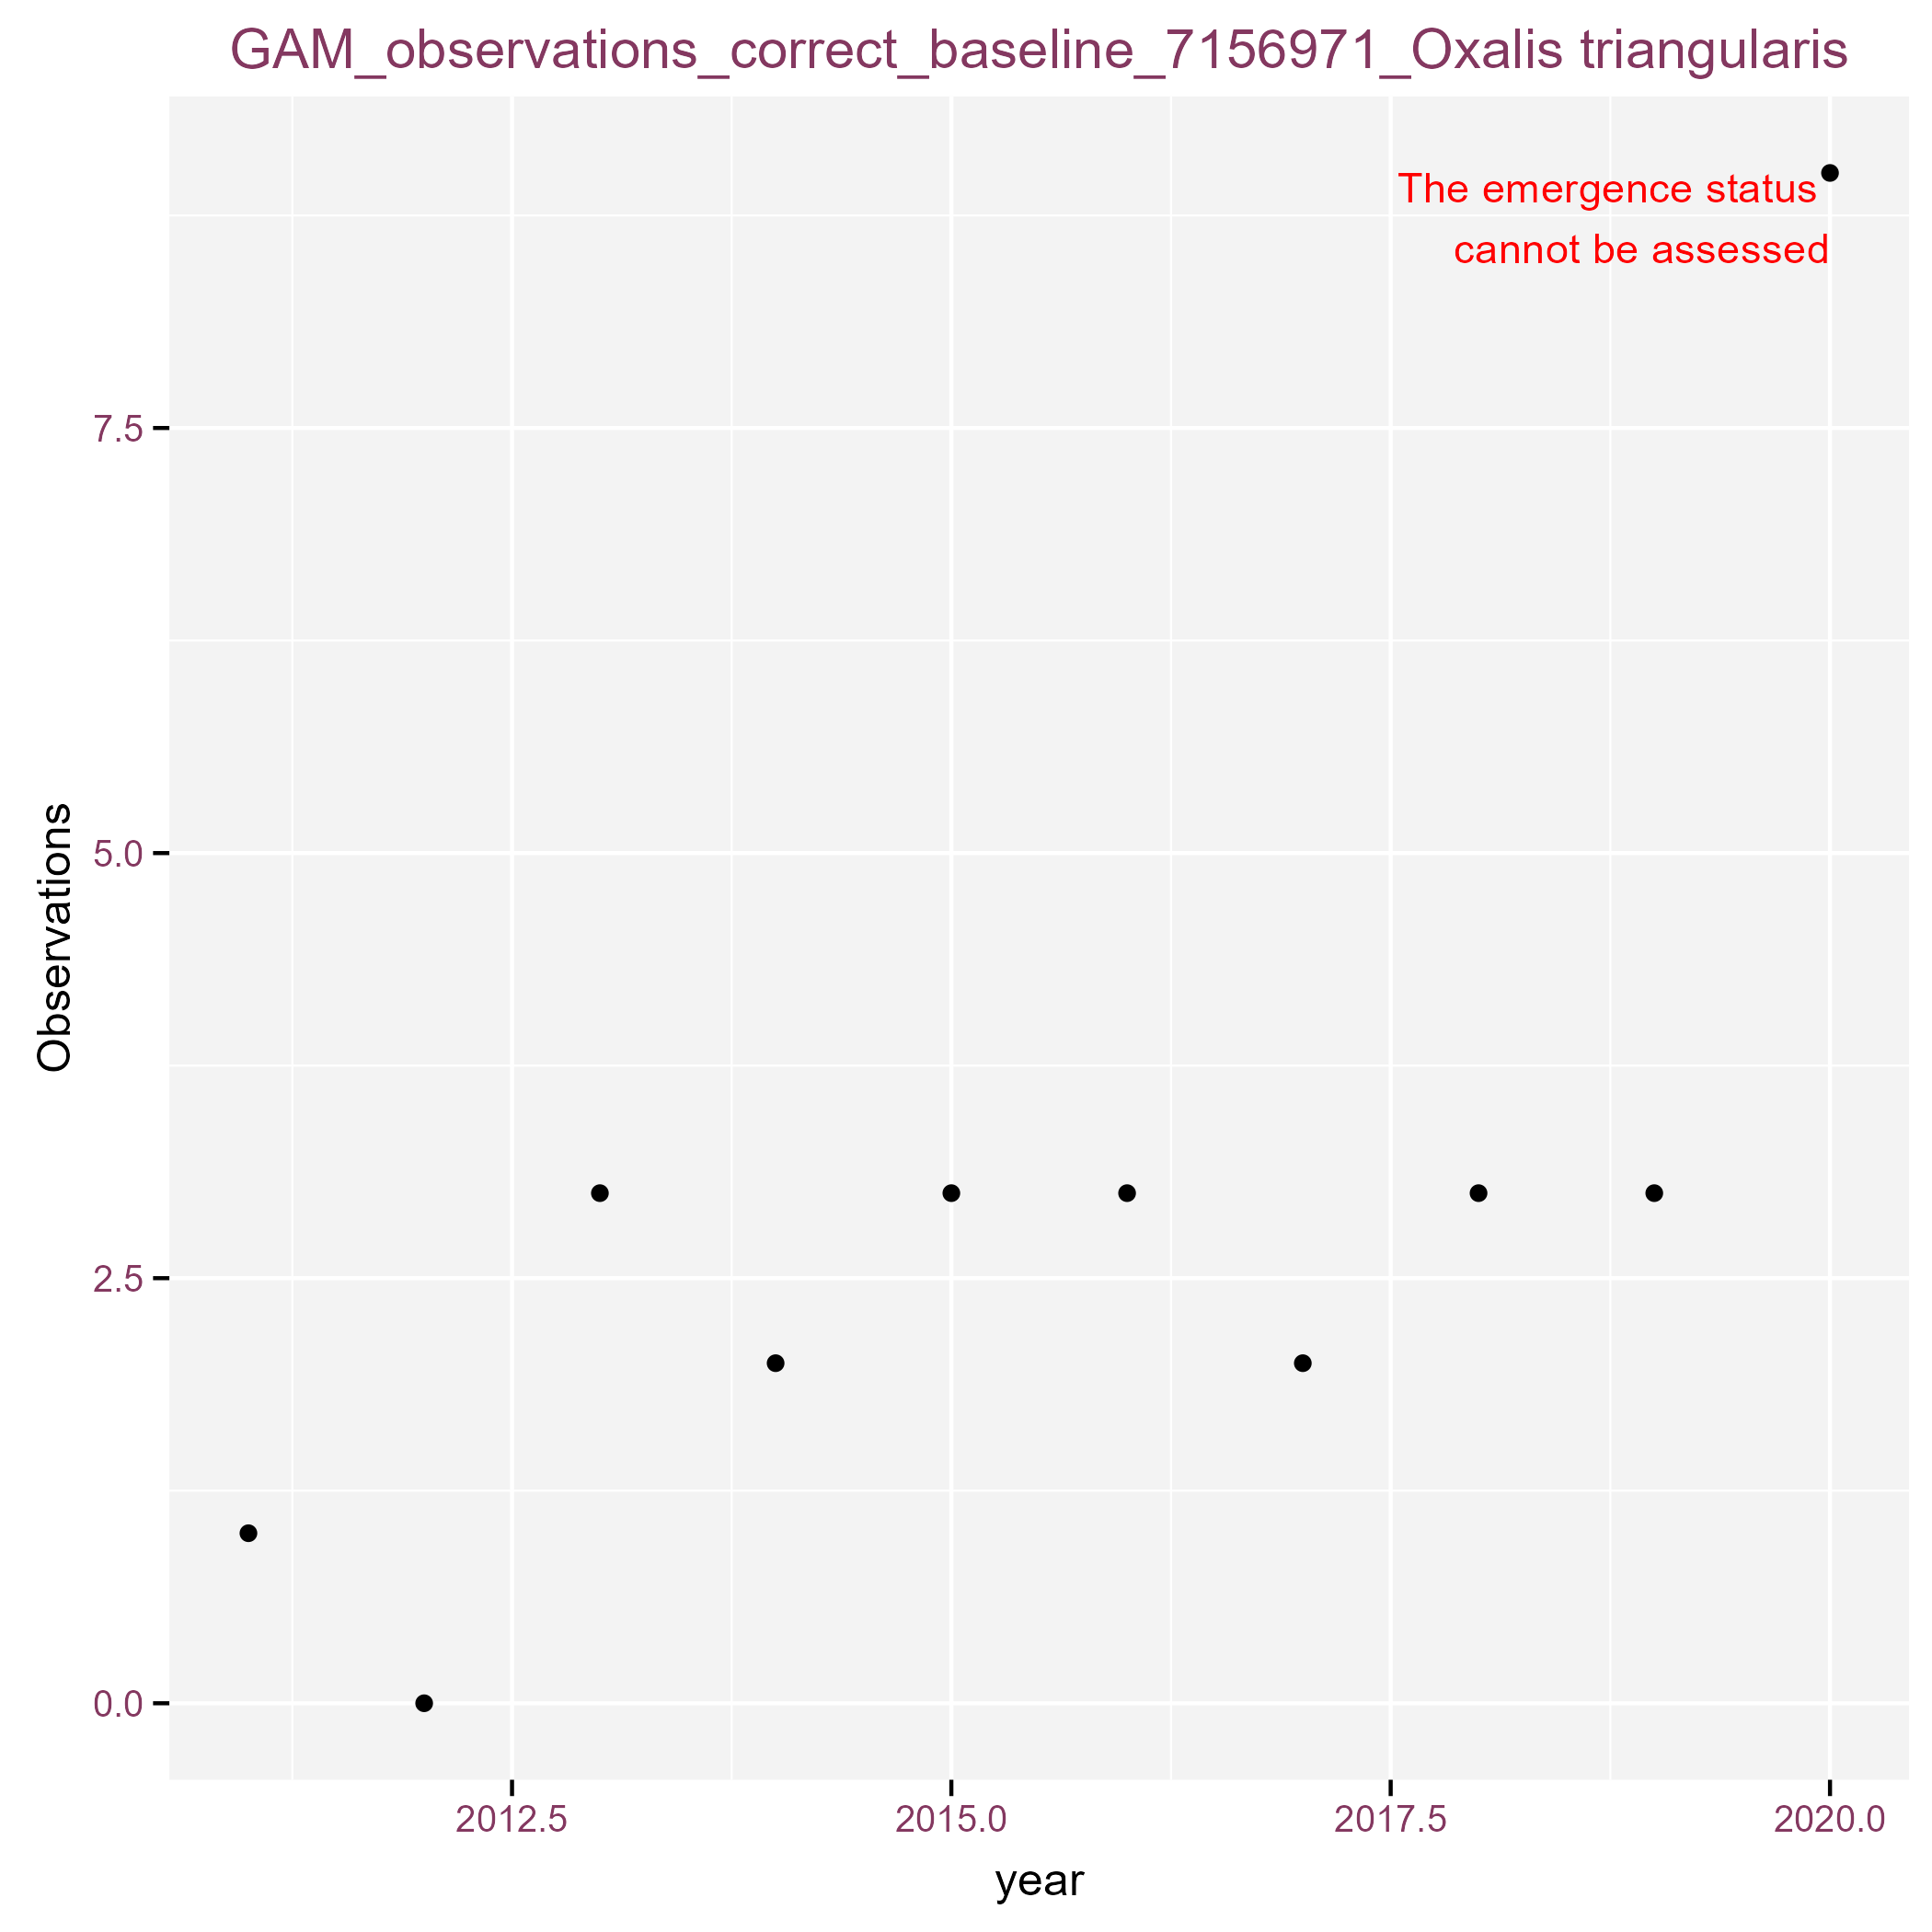 GAM_observations_correct_baseline_7156971_Oxalis triangularis
The emergence status
cannot be assessed
7.5
5.0
2.5
0.0
Observations
2012.5
2015.0
2017.5
2020.0
year